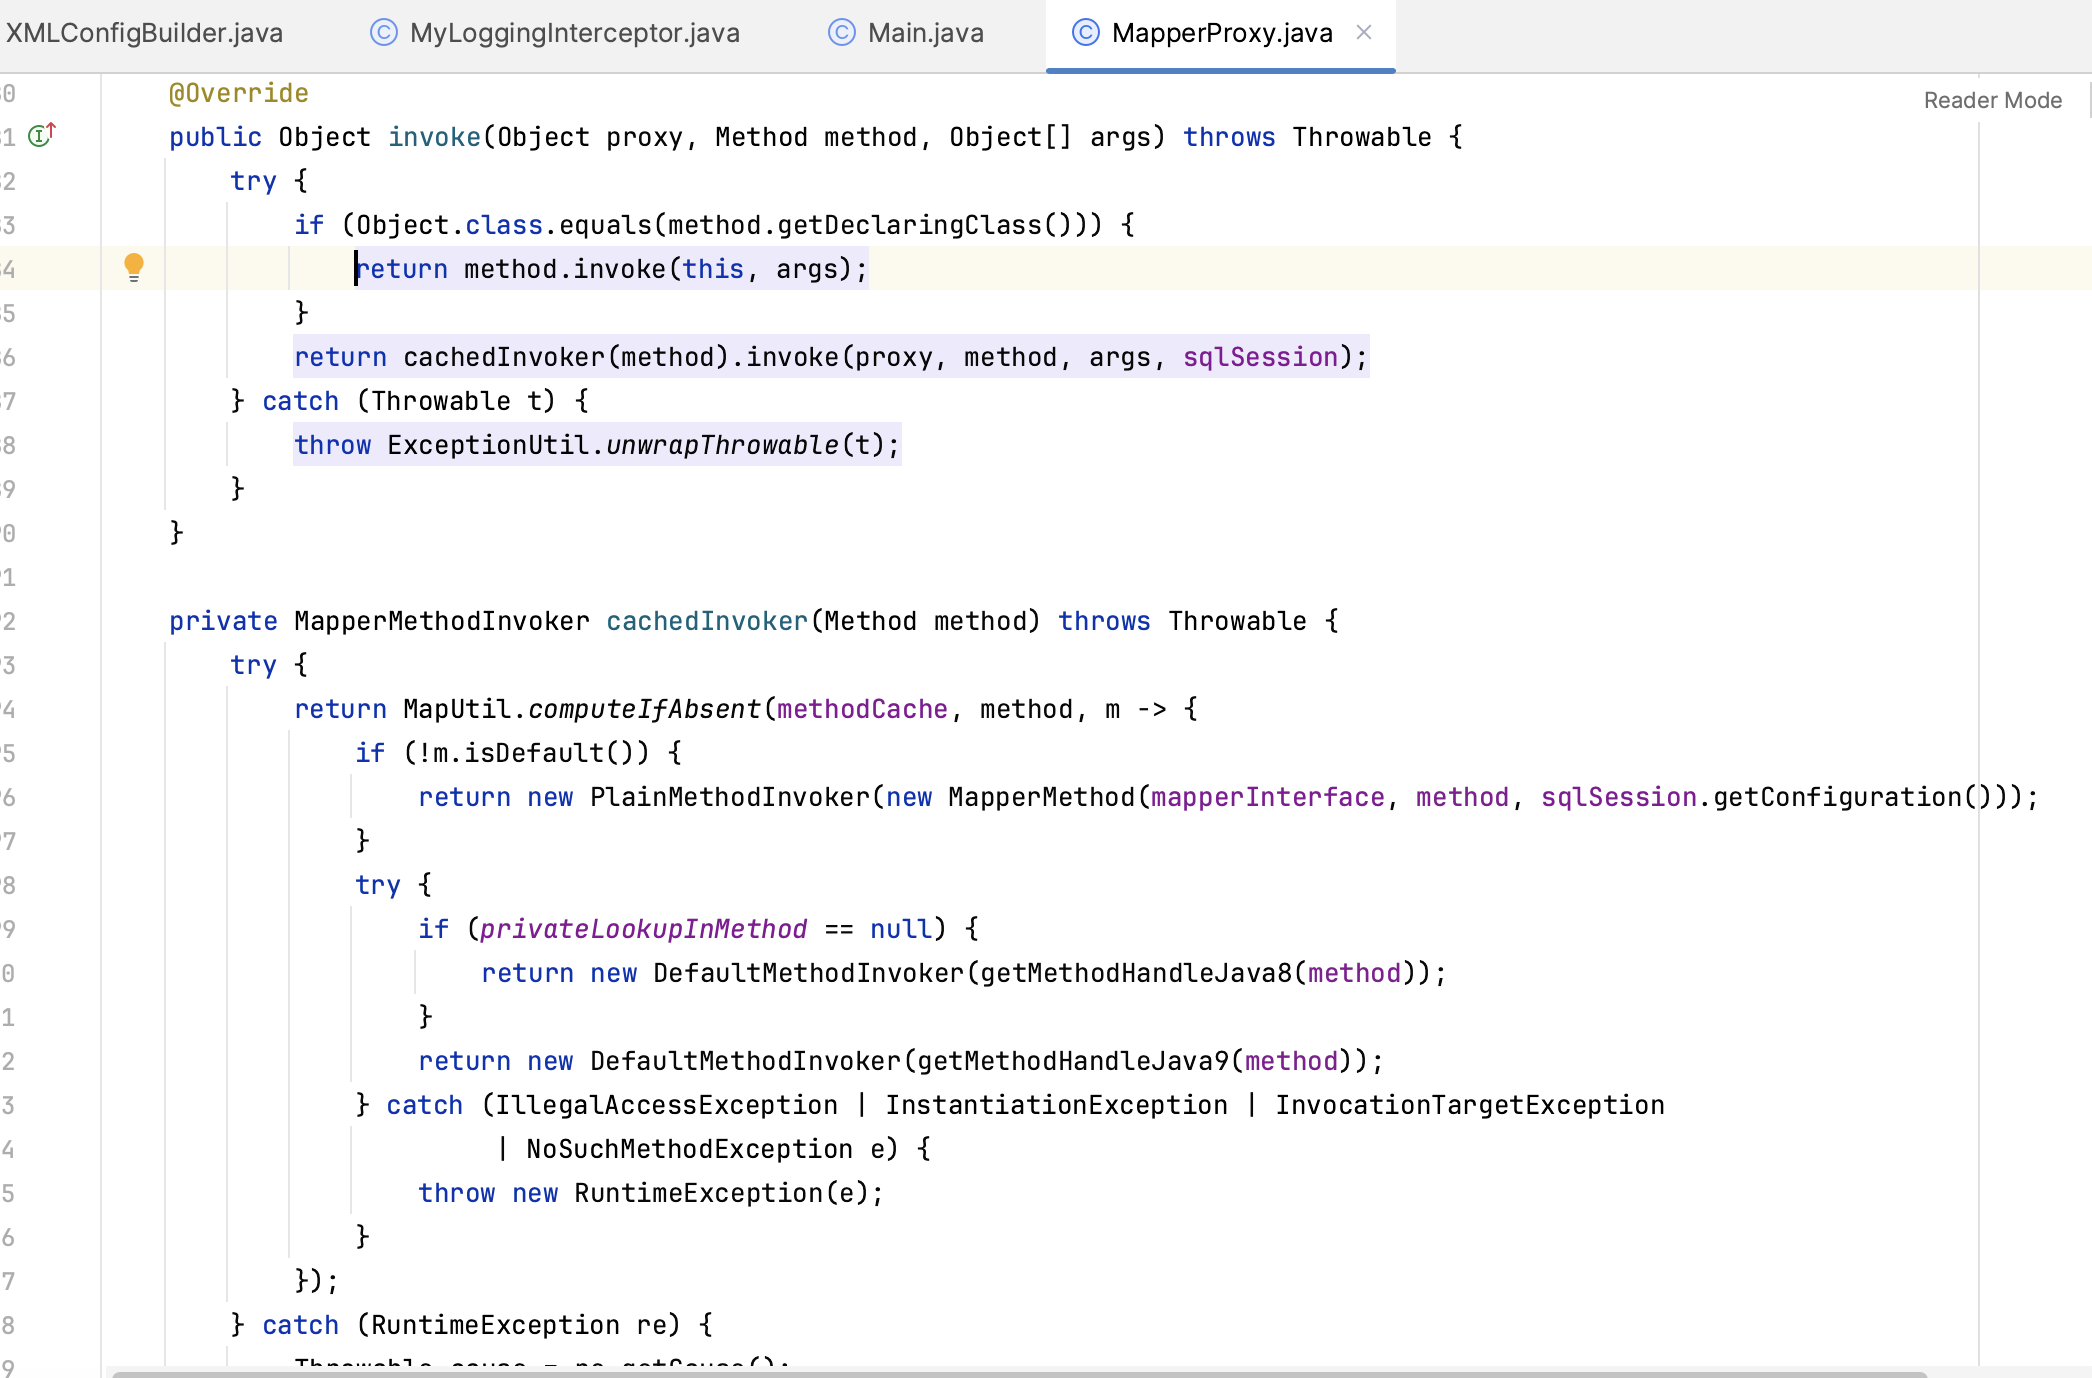 XMLConfigBuilder.java MyLoggingInterceptor.java Main.java MapperProxy.java
Reader Mode
0 @Override
1 public Object invoke(Object proxy, Method method, Object[] args) throws Throwable {
2 try {
3 if (Object.class.equals(method.getDeclaringClass())) {
4 return method.invoke(this, args);
5 }
6 return cachedInvoker(method).invoke(proxy, method, args, sqlSession);
7 } catch (Throwable t) {
8 throw ExceptionUtil.unwrapThrowable(t);
9 }
0 }
1
2 private MapperMethodInvoker cachedInvoker(Method method) throws Throwable {
3 try {
4 return MapUtil.computeIfAbsent(methodCache, method, m -> {
5 if (!m.isDefault()) {
6 return new PlainMethodInvoker(new MapperMethod(mapperInterface, method, sqlSession.getConfiguration()));
7 }
8 try {
9 if (privateLookupInMethod == null) {
0 return new DefaultMethodInvoker(getMethodHandleJava8(method));
1 }
2 return new DefaultMethodInvoker(getMethodHandleJava9(method));
3 } catch (IllegalAccessException | InstantiationException | InvocationTargetException
4 | NoSuchMethodException e) {
5 throw new RuntimeException(e);
6 }
7 });
8 } catch (RuntimeException re) {
9 Throwable cause = re.getCause();